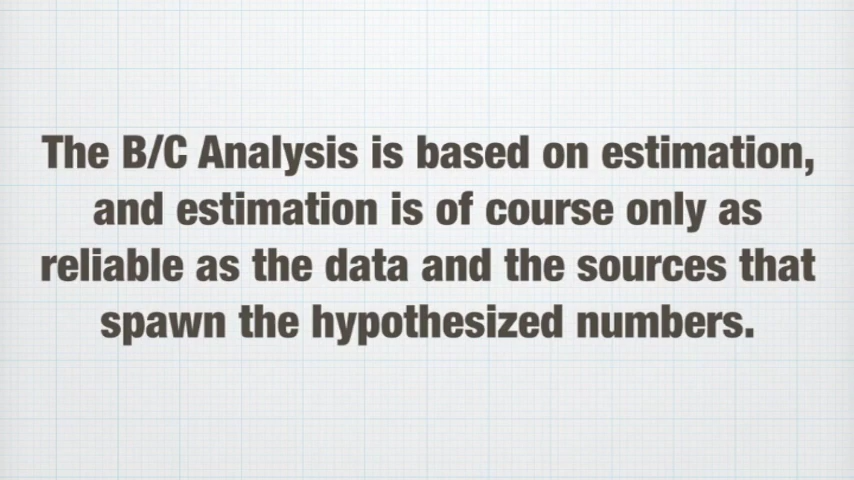 The B/C Analysis is based on estimation,
and estimation is of course only as
reliable as the data and the sources that
spawn the hypothesized numbers.